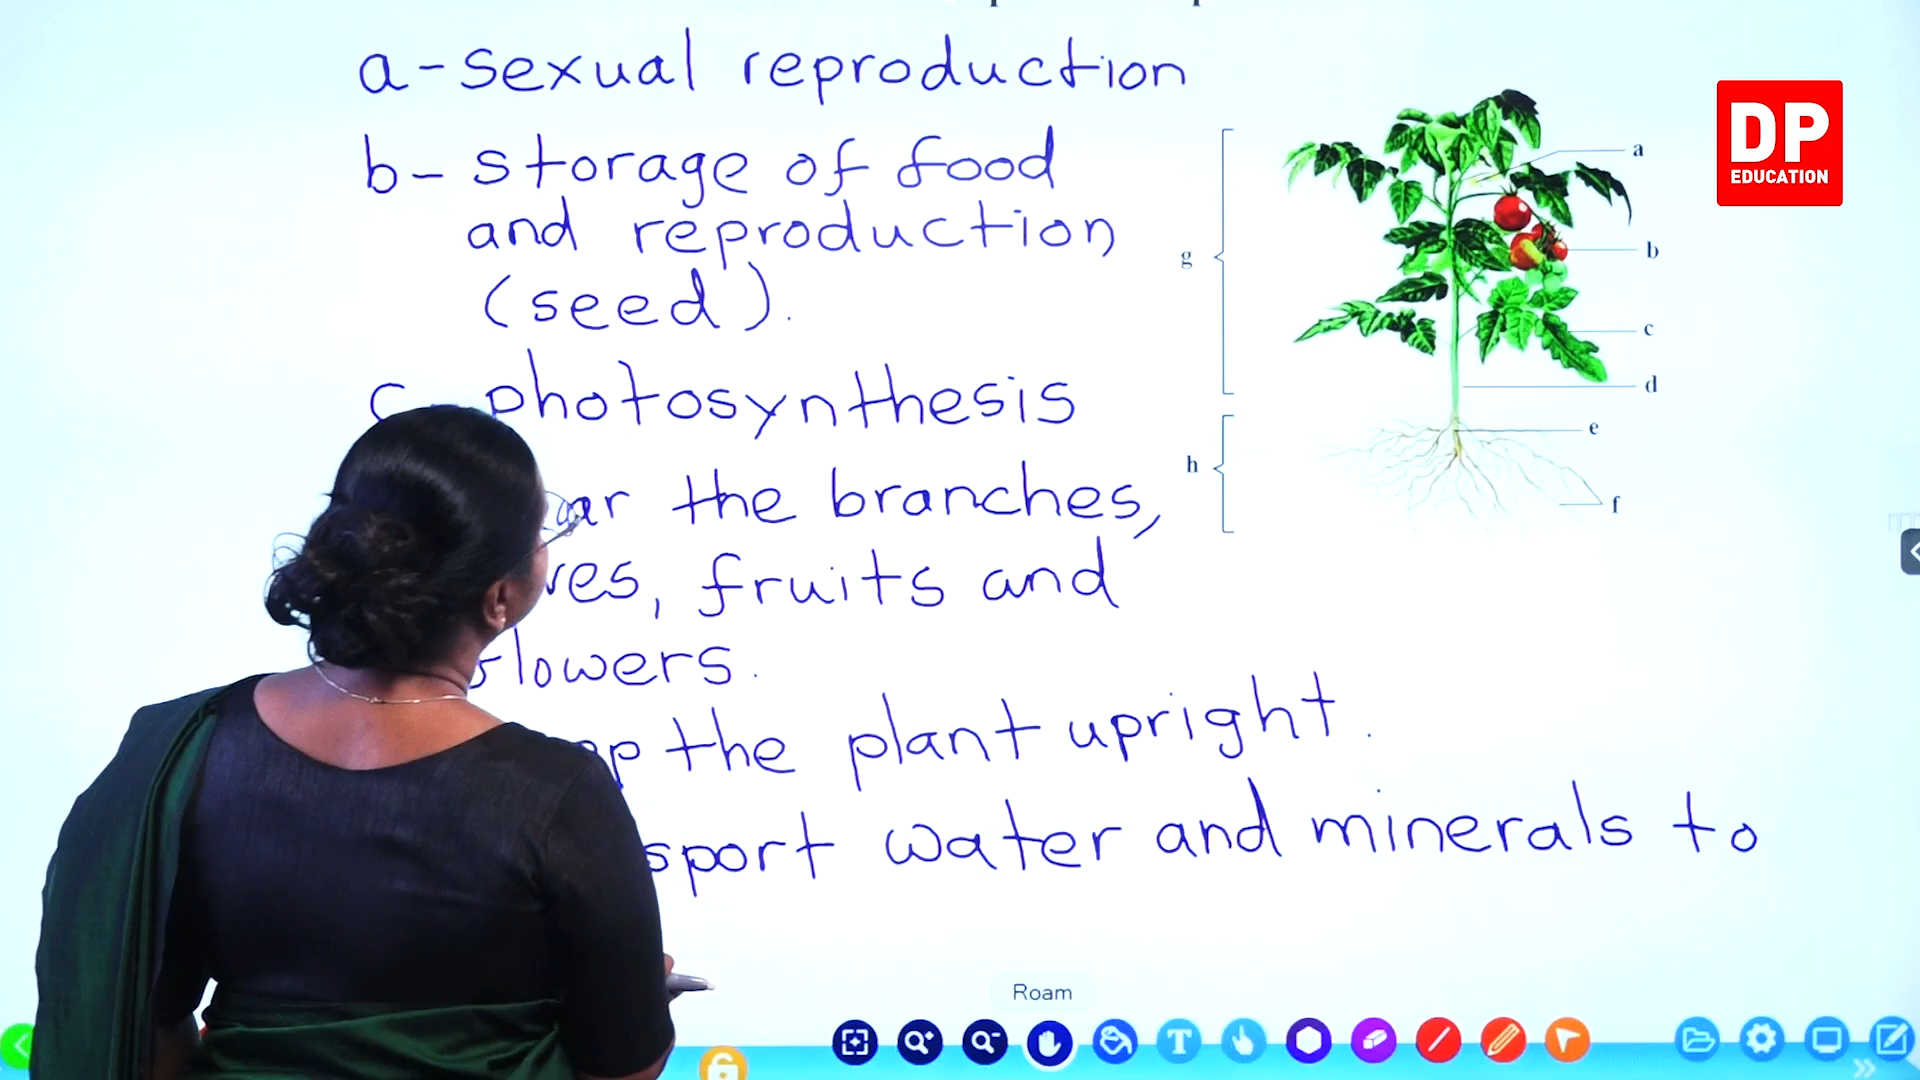 a - sexual reproduction
b - storage of food
and reproduction
(seed).
c - photosynthesis
the branches,
fruits and
flowers.
the plant upright.
water and minerals to
a
b
c
d
e
f
g
h
DP
EDUCATION
Roam
T